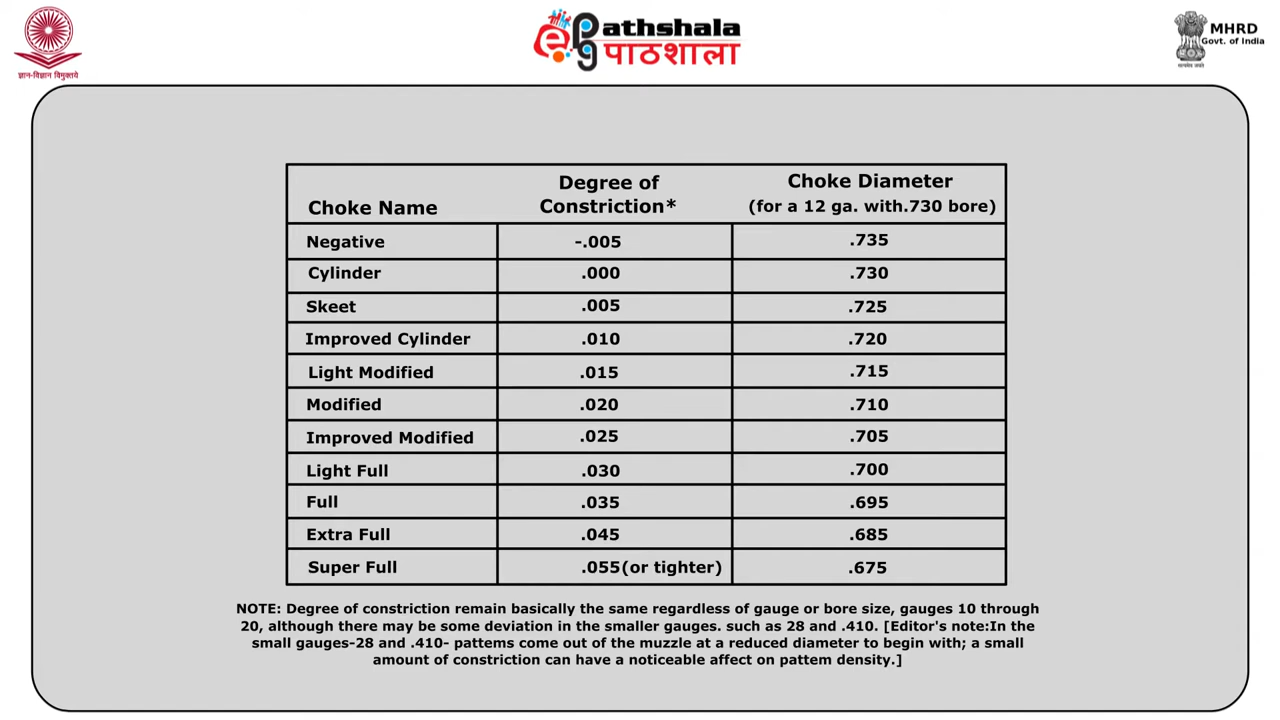 ज्ञान-विज्ञान विमुक्तये
ePathshala
पाठशाला
MHRD
Govt. of India
सत्यमेव जयते
Choke Name Degree of Constriction* Choke Diameter (for a 12 ga. with.730 bore)
Negative -.005 .735
Cylinder .000 .730
Skeet .005 .725
Improved Cylinder .010 .720
Light Modified .015 .715
Modified .020 .710
Improved Modified .025 .705
Light Full .030 .700
Full .035 .695
Extra Full .045 .685
Super Full .055(or tighter) .675
NOTE: Degree of constriction remain basically the same regardless of gauge or bore size, gauges 10 through
20, although there may be some deviation in the smaller gauges. such as 28 and .410. [Editor's note:In the
small gauges-28 and .410- pattems come out of the muzzle at a reduced diameter to begin with; a small
amount of constriction can have a noticeable affect on pattem density.]